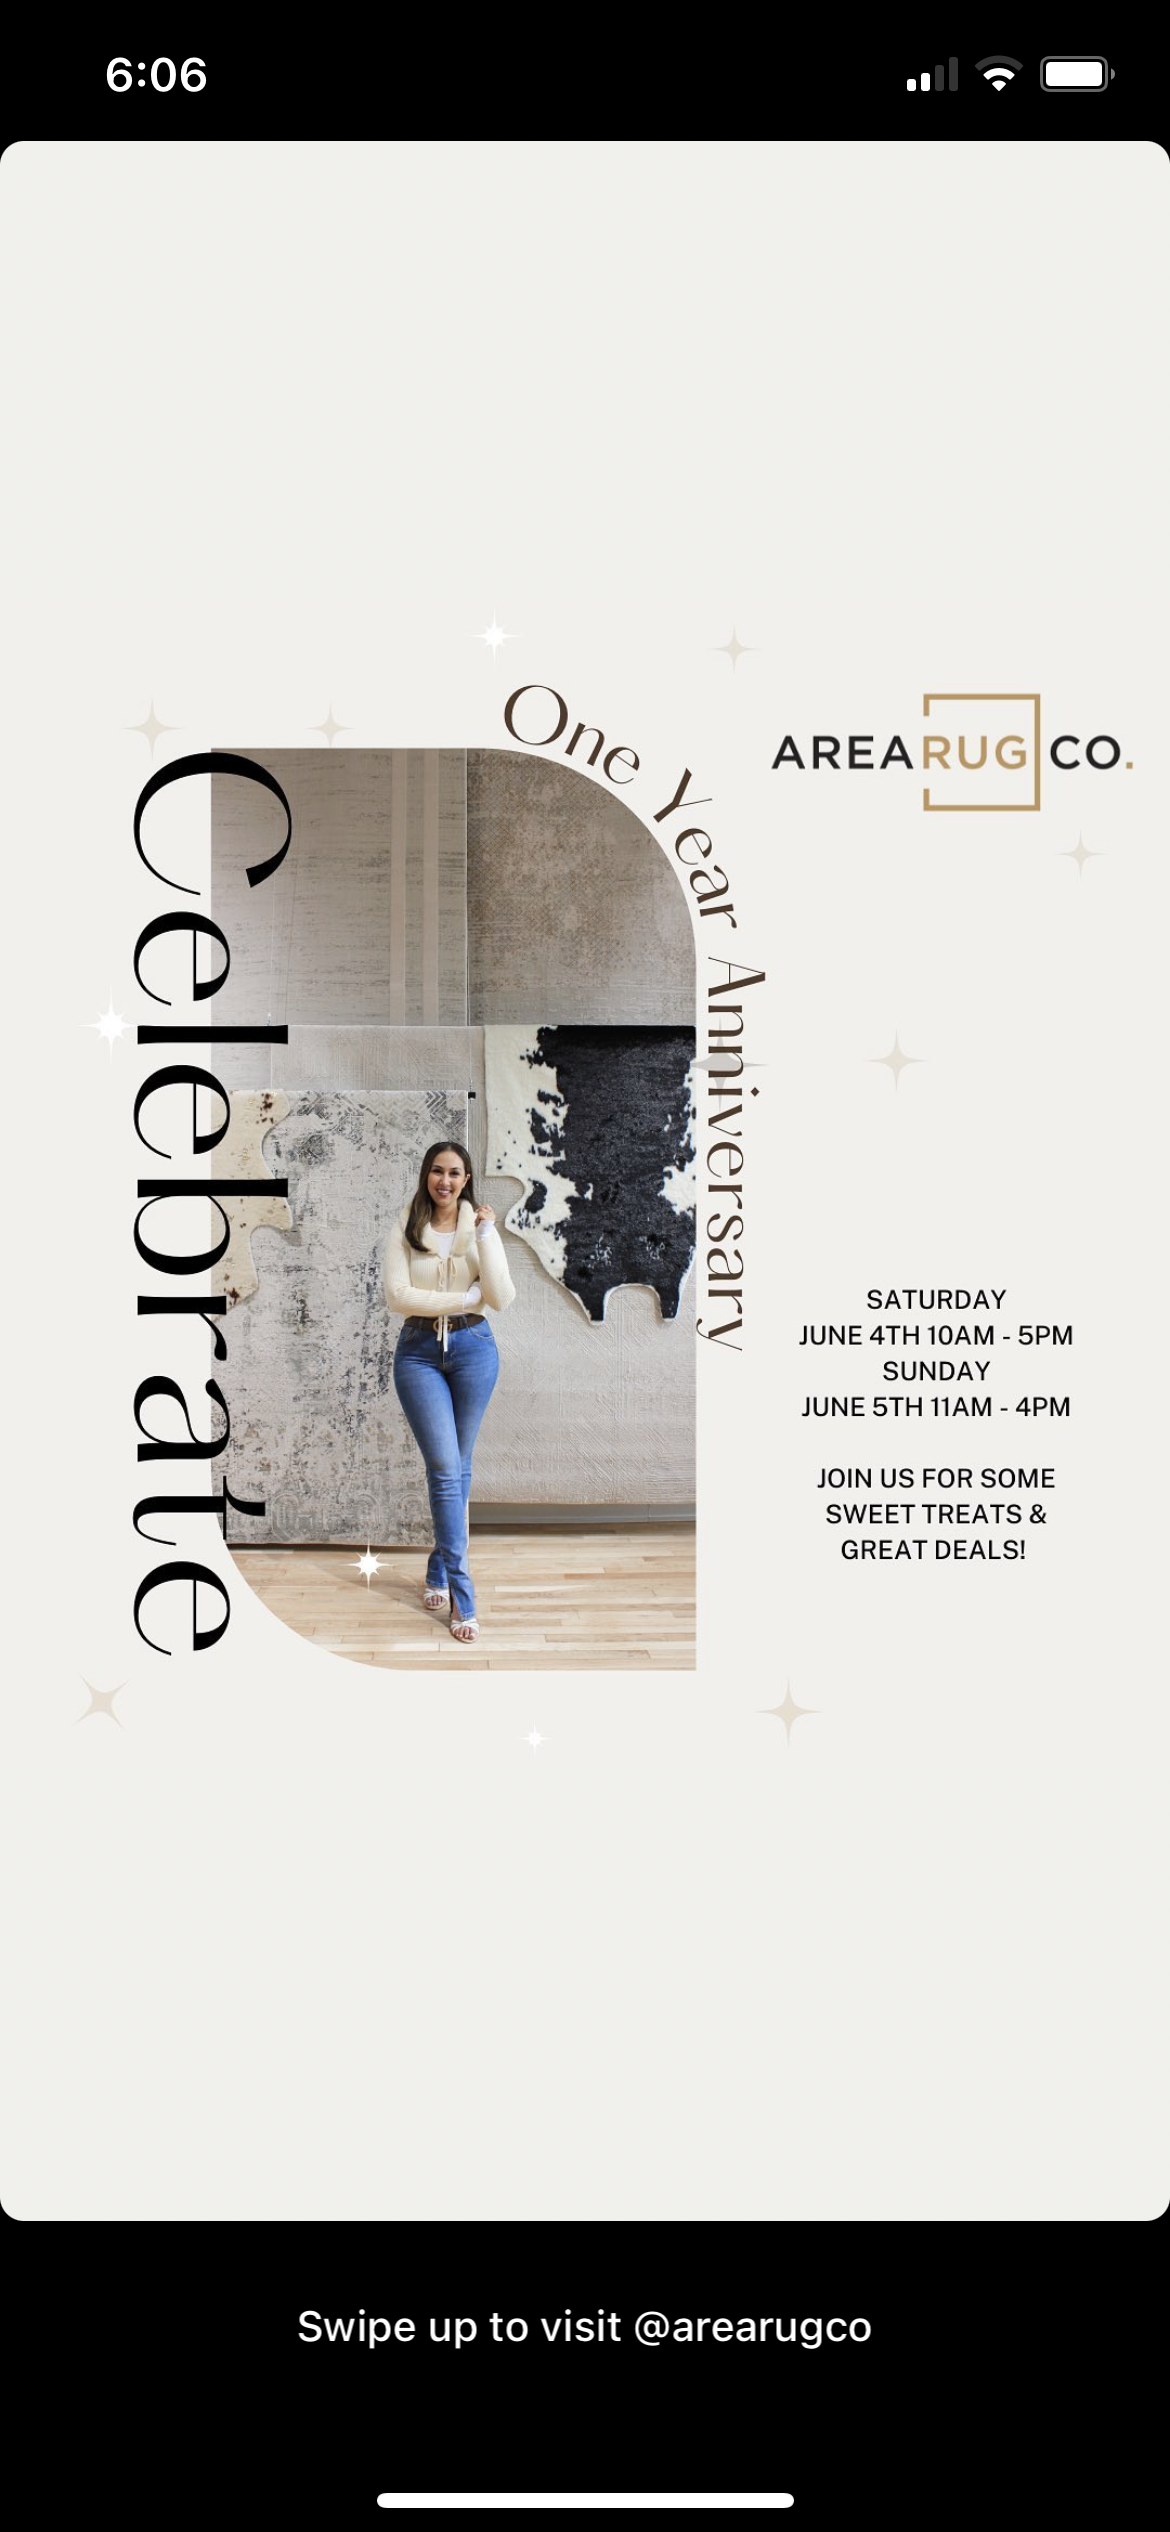 6:06
Celebrate
One Year Anniversary
AREA RUG CO.
SATURDAY
JUNE 4TH 10AM - 5PM
SUNDAY
JUNE 5TH 11AM - 4PM
JOIN US FOR SOME
SWEET TREATS &
GREAT DEALS!
Swipe up to visit @arearugco